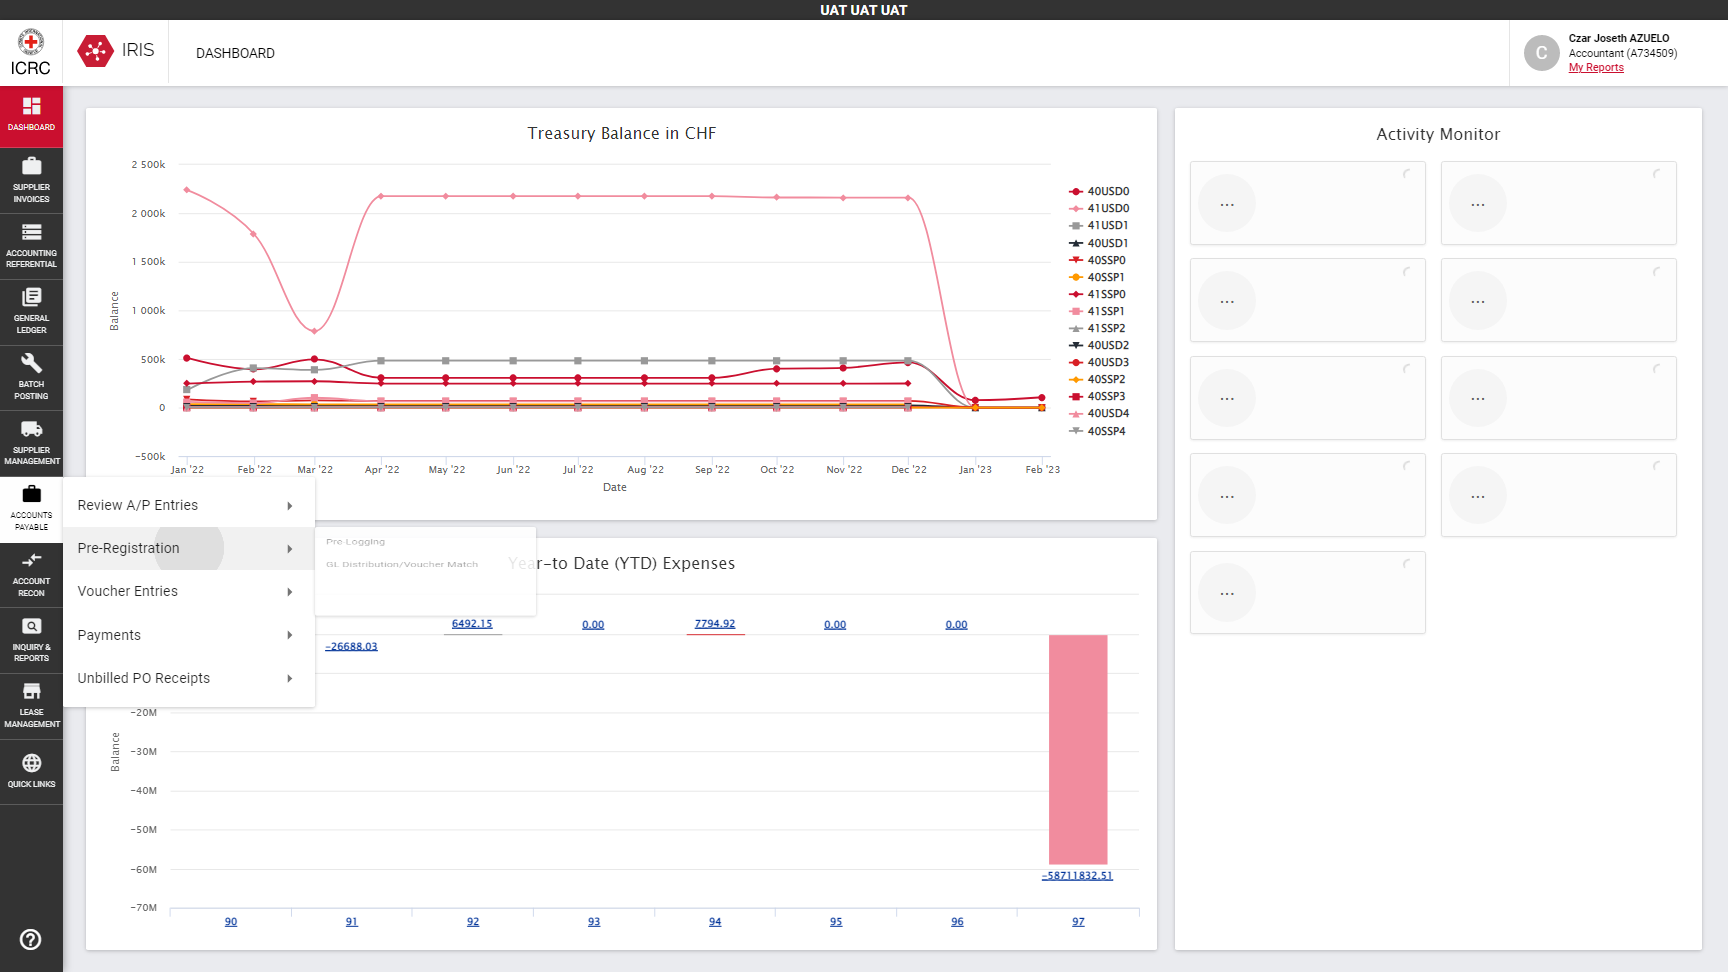 UAT UAT UAT
ICRC
IRIS
DASHBOARD
Czar Joseth AZUELO
Accountant (A734509)
My Reports
C
DASHBOARD
SUPPLIER
INVOICES
ACCOUNTING
REFERENTIAL
GENERAL
LEDGER
BATCH
POSTING
SUPPLIER
MANAGEMENT
ACCOUNTS
PAYABLE
ACCOUNT
RECON
INQUIRY &
REPORTS
LEASE
MANAGEMENT
QUICK LINKS
Review A/P Entries
Pre-Registration
Voucher Entries
Payments
Unbilled PO Receipts
Pre-Logging
GL Distribution/Voucher Match
Treasury Balance in CHF
2 500k
2 000k
1 500k
1 000k
500k
0
-500k
Balance
Jan '22
Feb '22
Mar '22
Apr '22
May '22
Jun '22
Jul '22
Aug '22
Sep '22
Oct '22
Nov '22
Dec '22
Jan '23
Feb '23
Date
40USD0
41USD0
41USD1
40USD1
40SSP0
40SSP1
41SSP0
41SSP1
41SSP2
40USD2
40USD3
40SSP2
40SSP3
40USD4
40SSP4
Year-to Date (YTD) Expenses
-26688.03
6492.15
0.00
7794.92
0.00
0.00
-58711832.51
-20M
-30M
-40M
-50M
-60M
-70M
Balance
90
91
92
93
94
95
96
97
Activity Monitor
...
...
...
...
...
...
...
...
...